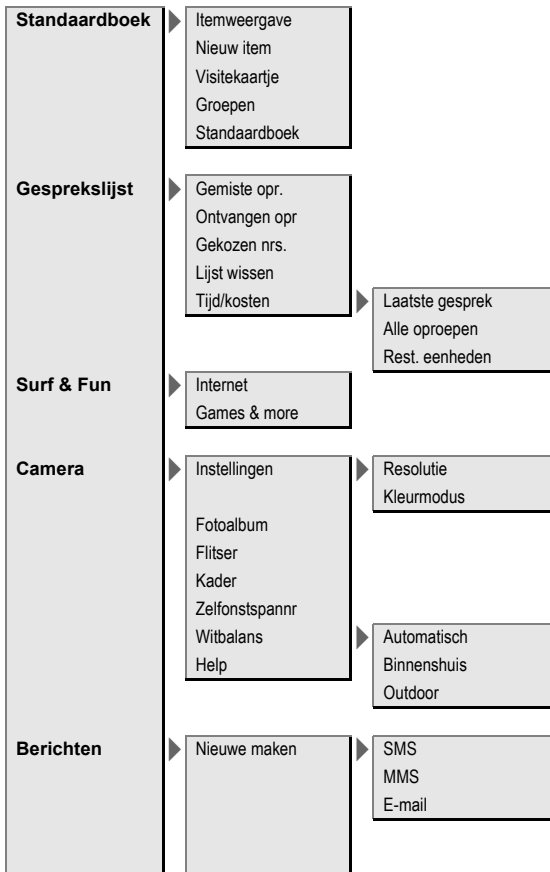 Standaardboek
Itemweergave
Nieuw item
Visitekaartje
Groepen
Standaardboek
Gesprekslijst
Gemiste opr.
Ontvangen opr
Gekozen nrs.
Lijst wissen
Tijd/kosten
Laatste gesprek
Alle oproepen
Rest. eenheden
Surf & Fun
Internet
Games & more
Camera
Instellingen
Resolutie
Kleurmodus
Fotoalbum
Flitser
Kader
Zelfonstspannr
Witbalans
Help
Automatisch
Binnenshuis
Outdoor
Berichten
Nieuwe maken
SMS
MMS
E-mail